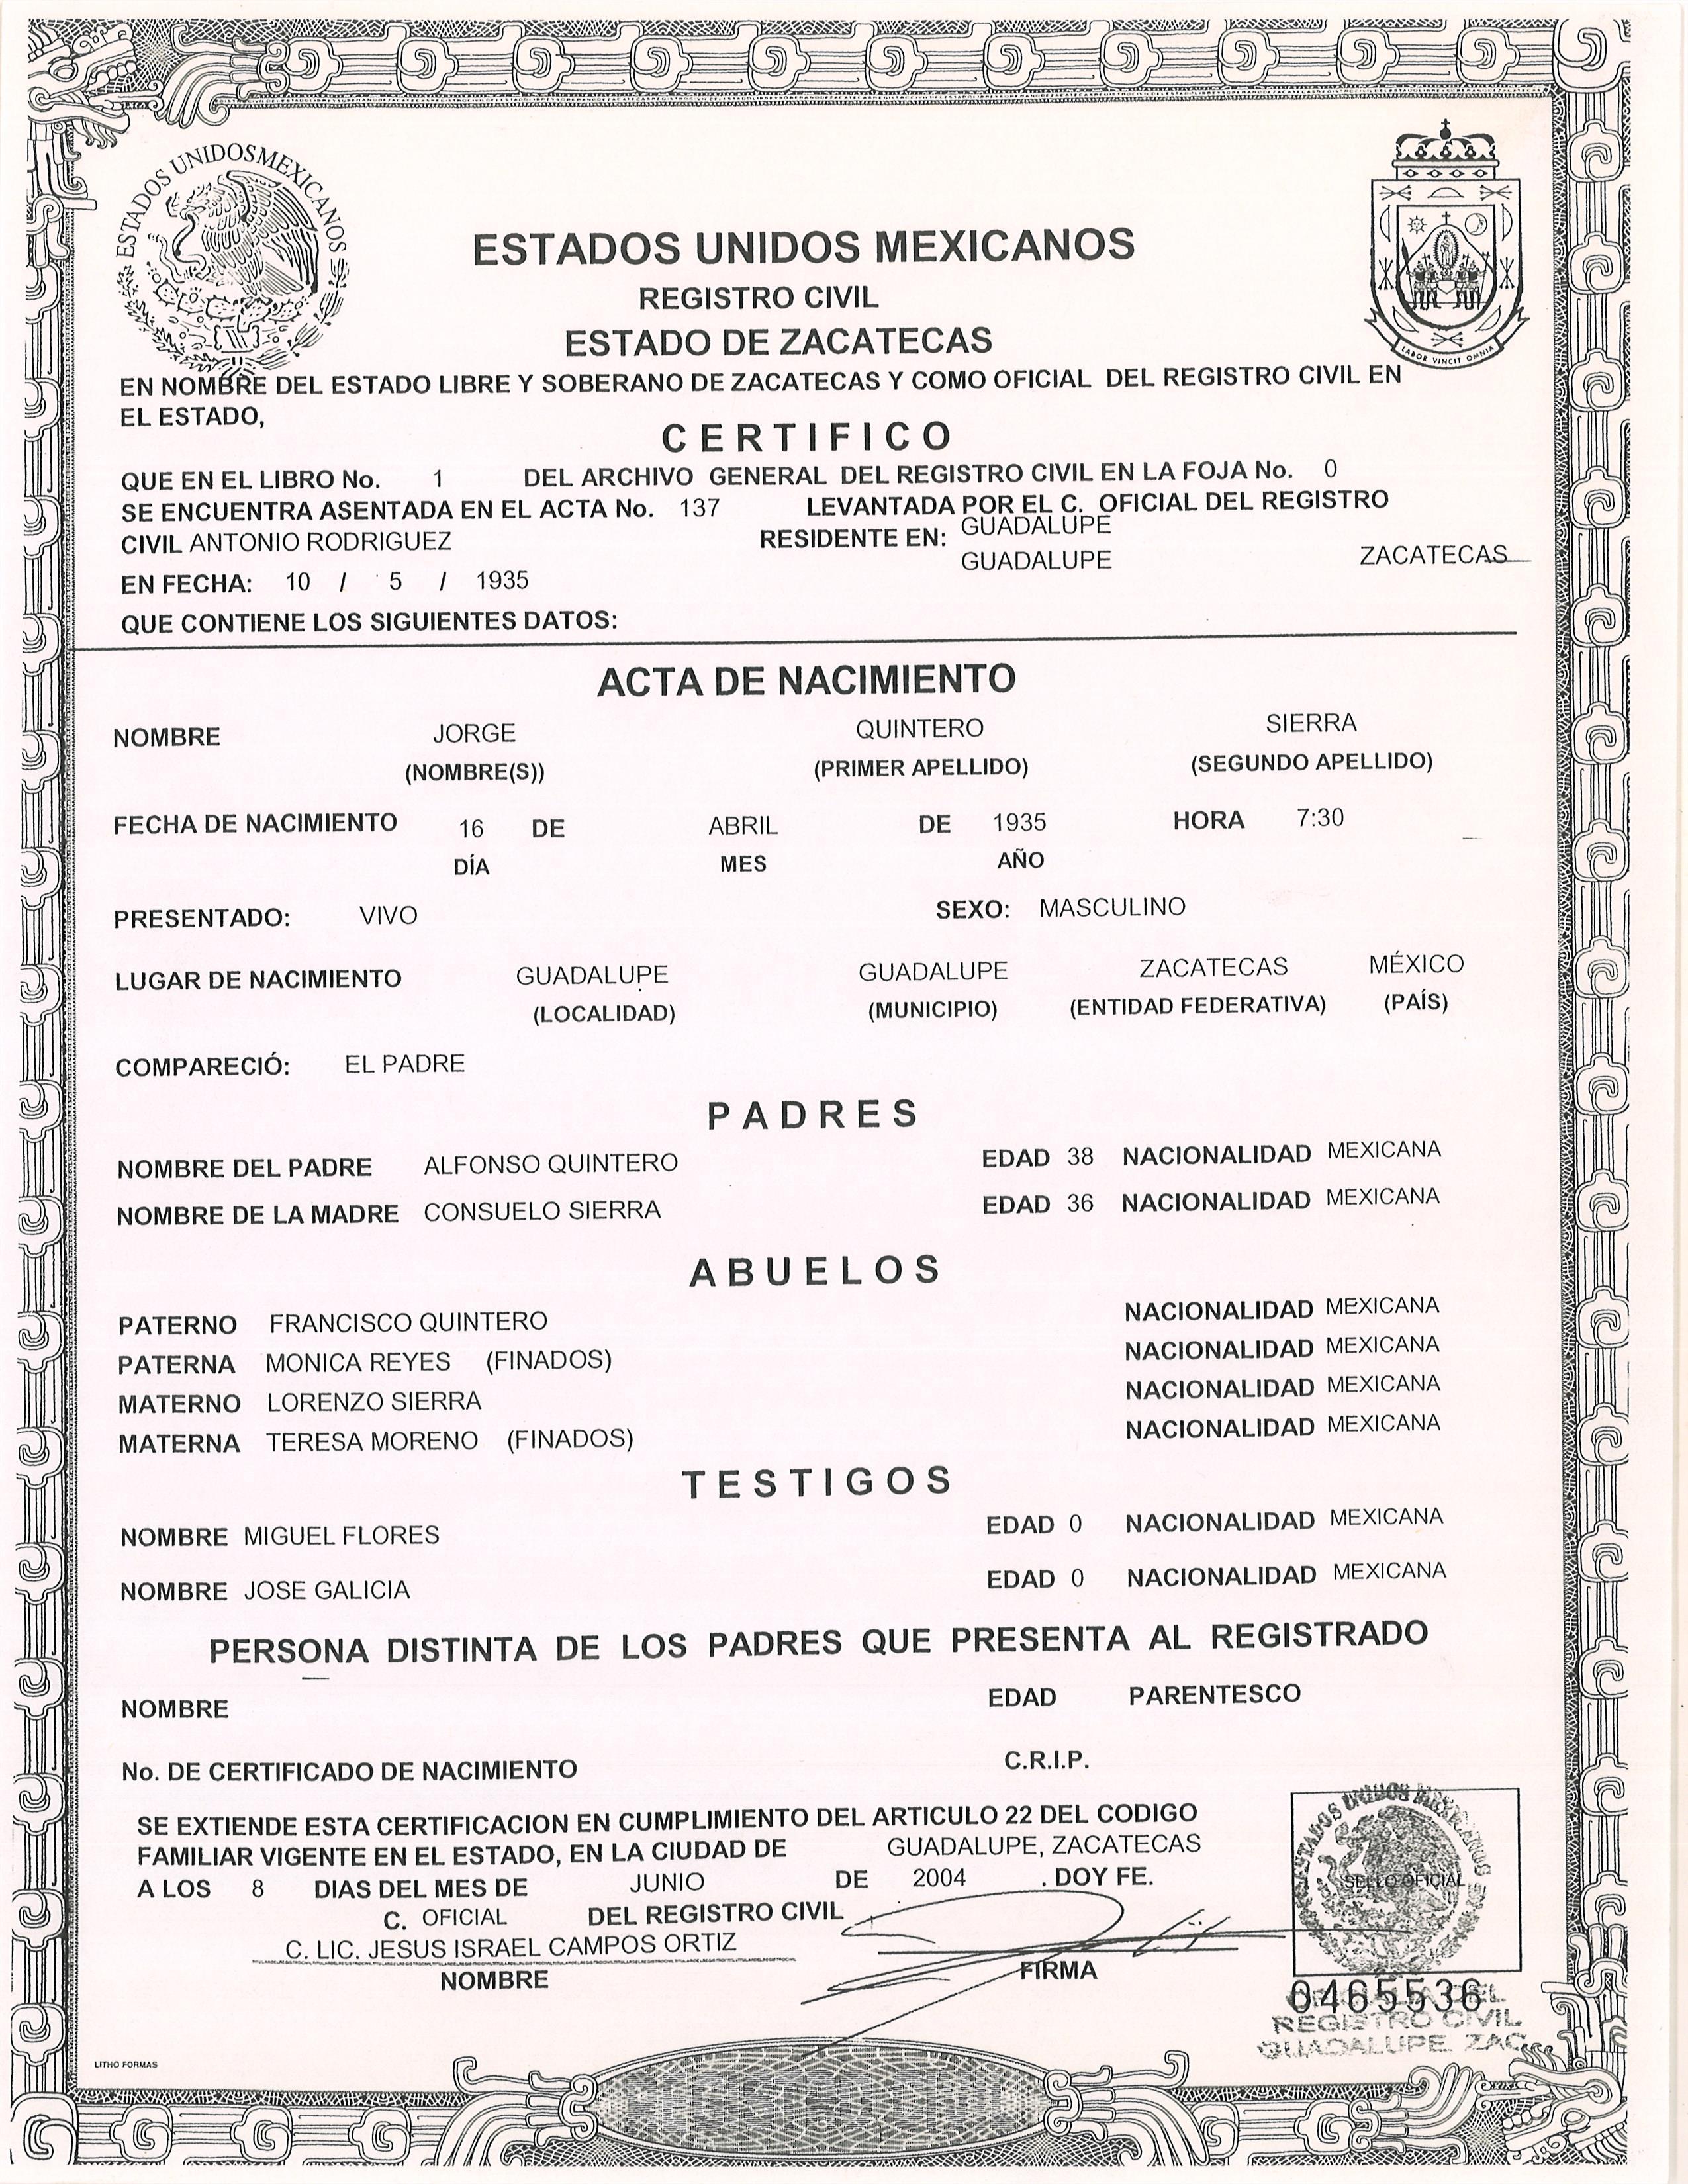 ESTADOS UNIDOS MEXICANOS
ESTADOS UNIDOS MEXICANOS
REGISTRO CIVIL
ESTADO DE ZACATECAS
LABOR VINCIT OMNIA
EN NOMBRE DEL ESTADO LIBRE Y SOBERANO DE ZACATECAS Y COMO OFICIAL DEL REGISTRO CIVIL EN
EL ESTADO,
CERTIFICO
QUE EN EL LIBRO No. 1 DEL ARCHIVO GENERAL DEL REGISTRO CIVIL EN LA FOJA No. 0
SE ENCUENTRA ASENTADA EN EL ACTA No. 137 LEVANTADA POR EL C. OFICIAL DEL REGISTRO
CIVIL ANTONIO RODRIGUEZ RESIDENTE EN: GUADALUPE
GUADALUPE ZACATECAS
EN FECHA: 10 / 5 / 1935
QUE CONTIENE LOS SIGUIENTES DATOS:
ACTA DE NACIMIENTO
NOMBRE JORGE QUINTERO SIERRA
(NOMBRE(S)) (PRIMER APELLIDO) (SEGUNDO APELLIDO)
FECHA DE NACIMIENTO 16 DE ABRIL DE 1935 HORA 7:30
DÍA MES AÑO
PRESENTADO: VIVO SEXO: MASCULINO
LUGAR DE NACIMIENTO GUADALUPE GUADALUPE ZACATECAS MÉXICO
(LOCALIDAD) (MUNICIPIO) (ENTIDAD FEDERATIVA) (PAÍS)
COMPARECIÓ: EL PADRE
PADRES
NOMBRE DEL PADRE ALFONSO QUINTERO EDAD 38 NACIONALIDAD MEXICANA
NOMBRE DE LA MADRE CONSUELO SIERRA EDAD 36 NACIONALIDAD MEXICANA
ABUELOS
PATERNO FRANCISCO QUINTERO NACIONALIDAD MEXICANA
PATERNA MONICA REYES (FINADOS) NACIONALIDAD MEXICANA
MATERNO LORENZO SIERRA NACIONALIDAD MEXICANA
MATERNA TERESA MORENO (FINADOS) NACIONALIDAD MEXICANA
TESTIGOS
NOMBRE MIGUEL FLORES EDAD 0 NACIONALIDAD MEXICANA
NOMBRE JOSE GALICIA EDAD 0 NACIONALIDAD MEXICANA
PERSONA DISTINTA DE LOS PADRES QUE PRESENTA AL REGISTRADO
NOMBRE EDAD PARENTESCO
No. DE CERTIFICADO DE NACIMIENTO C.R.I.P.
SE EXTIENDE ESTA CERTIFICACION EN CUMPLIMIENTO DEL ARTICULO 22 DEL CODIGO
FAMILIAR VIGENTE EN EL ESTADO, EN LA CIUDAD DE GUADALUPE, ZACATECAS
A LOS 8 DIAS DEL MES DE JUNIO DE 2004 . DOY FE.
C. OFICIAL DEL REGISTRO CIVIL
C. LIC. JESUS ISRAEL CAMPOS ORTIZ
NOMBRE FIRMA
ESTADOS UNIDOS MEXICANOS
SELLO OFICIAL
0465536
DEL
REGISTRO CIVIL
GUADALUPE, ZAC.
LITHO FORMAS